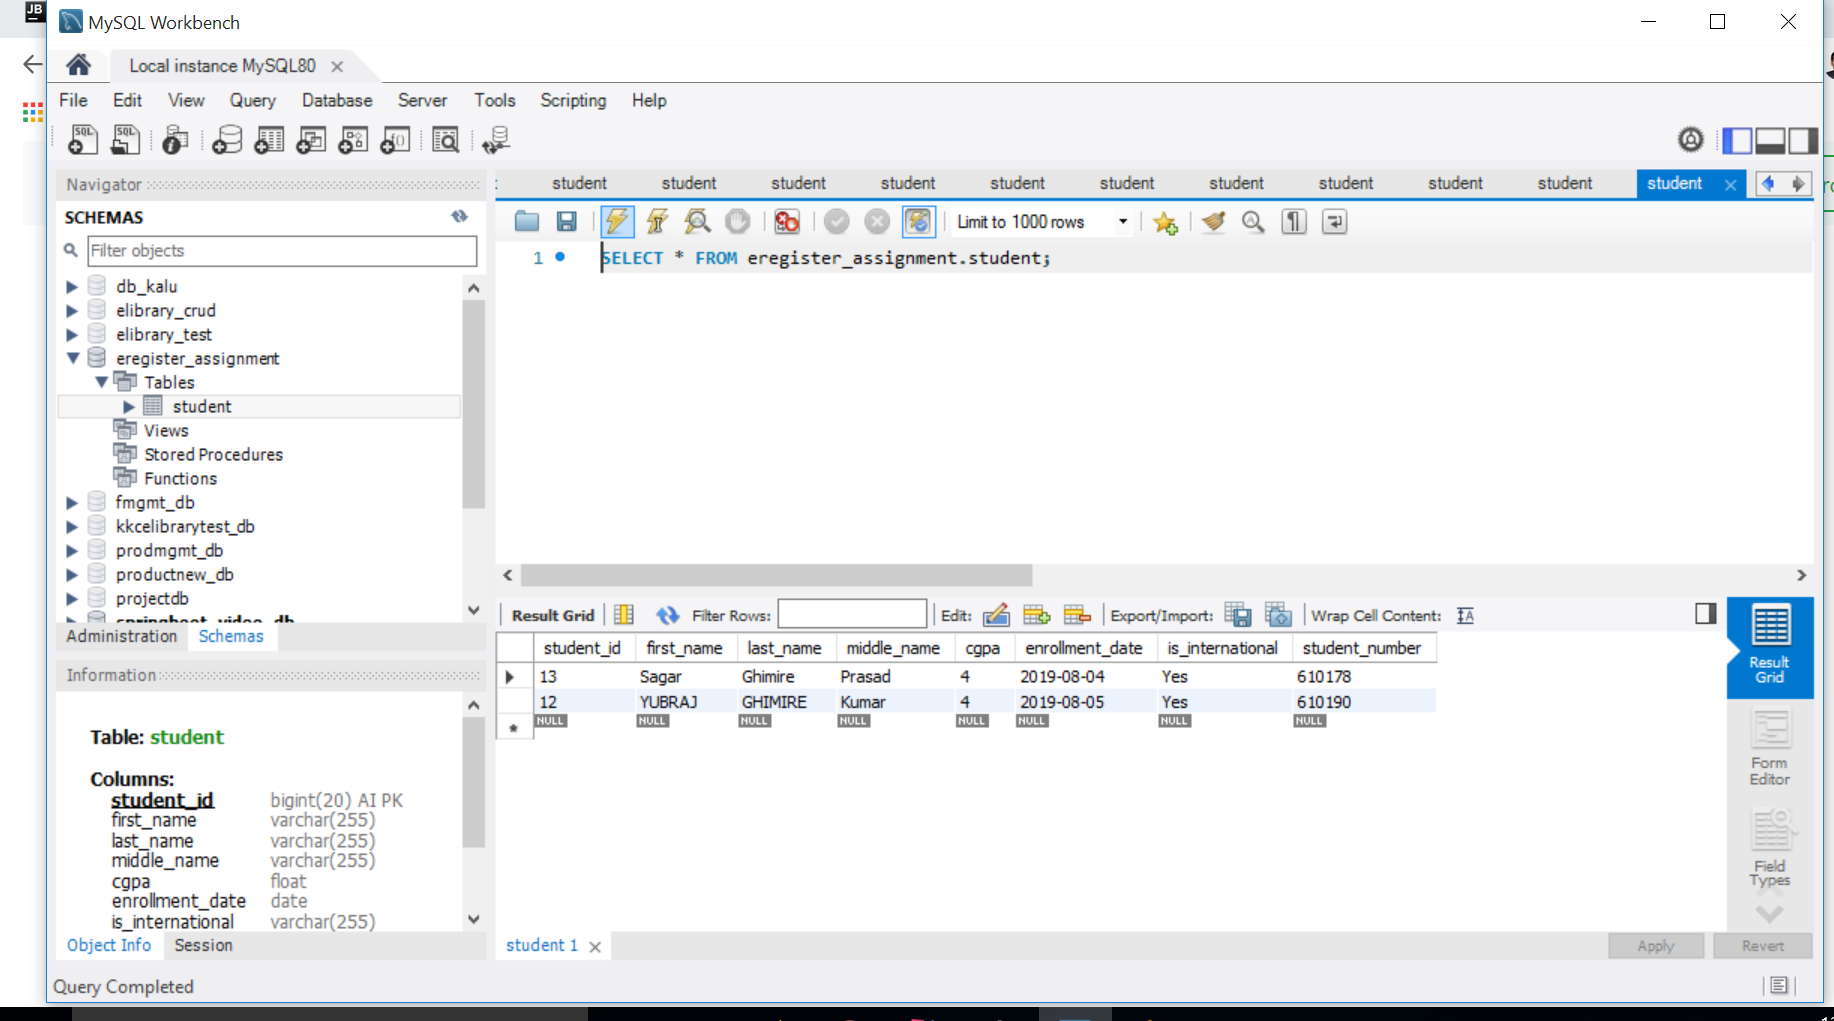 JB
MySQL Workbench
Local instance MySQL80
File Edit View Query Database Server Tools Scripting Help
Navigator
SCHEMAS
Filter objects
db_kalu
elibrary_crud
elibrary_test
eregister_assignment
Tables
student
Views
Stored Procedures
Functions
fmgmt_db
kkcelibrarytest_db
prodmgmt_db
productnew_db
projectdb
springboot_video_db
Administration Schemas
Information
Table: student
Columns:
student_id bigint(20) AI PK
first_name varchar(255)
last_name varchar(255)
middle_name varchar(255)
cgpa float
enrollment_date date
is_international varchar(255)
Object Info Session
student student student student student student student student student student student
Limit to 1000 rows
1 SELECT * FROM eregister_assignment.student;
Result Grid Filter Rows: Edit: Export/Import: Wrap Cell Content:
student_id first_name last_name middle_name cgpa enrollment_date is_international student_number
13 Sagar Ghimire Prasad 4 2019-08-04 Yes 610178
12 YUBRAJ GHIMIRE Kumar 4 2019-08-05 Yes 610190
NULL NULL NULL NULL NULL NULL NULL NULL
Result
Grid
Form
Editor
Field
Types
student 1
Apply Revert
Query Completed